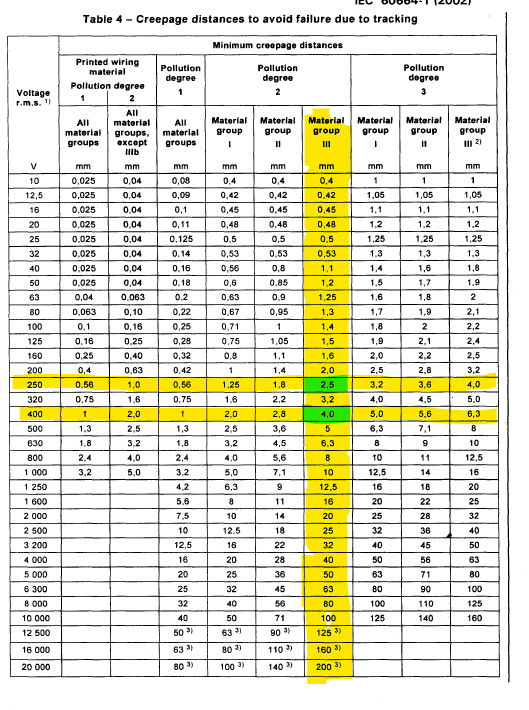 IEC 60664-1 (2002)
Table 4 – Creepage distances to avoid failure due to tracking
Minimum creepage distances
Voltage r.m.s. 1)
Printed wiring material
Pollution degree
1 2
Pollution degree 1
Pollution degree 2
Pollution degree 3
All material groups
All material groups, except IIIb
All material groups
Material group I
Material group II
Material group III
Material group I
Material group II
Material group III 2)
V mm mm mm mm mm mm mm mm mm
10 0,025 0,04 0,08 0,4 0,4 0,4 1 1 1
12,5 0,025 0,04 0,09 0,42 0,42 0,42 1,05 1,05 1,05
16 0,025 0,04 0,1 0,45 0,45 0,45 1,1 1,1 1,1
20 0,025 0,04 0,11 0,48 0,48 0,48 1,2 1,2 1,2
25 0,025 0,04 0,125 0,5 0,5 0,5 1,25 1,25 1,25
32 0,025 0,04 0,14 0,53 0,53 0,53 1,3 1,3 1,3
40 0,025 0,04 0,16 0,56 0,8 1,1 1,4 1,6 1,8
50 0,025 0,04 0,18 0,6 0,85 1,2 1,5 1,7 1,9
63 0,04 0,063 0,2 0,63 0,9 1,25 1,6 1,8 2
80 0,063 0,10 0,22 0,67 0,95 1,3 1,7 1,9 2,1
100 0,1 0,16 0,25 0,71 1 1,4 1,8 2 2,2
125 0,16 0,25 0,28 0,75 1,05 1,5 1,9 2,1 2,4
160 0,25 0,40 0,32 0,8 1,1 1,6 2,0 2,2 2,5
200 0,4 0,63 0,42 1 1,4 2,0 2,5 2,8 3,2
250 0,56 1,0 0,56 1,25 1,8 2,5 3,2 3,6 4,0
320 0,75 1,6 0,75 1,6 2,2 3,2 4,0 4,5 5,0
400 1 2,0 1 2,0 2,8 4,0 5,0 5,6 6,3
500 1,3 2,5 1,3 2,5 3,6 5 6,3 7,1 8
630 1,8 3,2 1,8 3,2 4,5 6,3 8 9 10
800 2,4 4,0 2,4 4,0 5,6 8 10 11 12,5
1 000 3,2 5,0 3,2 5,0 7,1 10 12,5 14 16
1 250 4,2 6,3 9 12,5 16 18 20
1 600 5,6 8 11 16 20 22 25
2 000 7,5 10 14 20 25 28 32
2 500 10 12,5 18 25 32 36 40
3 200 12,5 16 22 32 40 45 50
4 000 16 20 28 40 50 56 63
5 000 20 25 36 50 63 71 80
6 300 25 32 45 63 80 90 100
8 000 32 40 56 80 100 110 125
10 000 40 50 71 100 125 140 160
12 500 50 3) 63 3) 90 3) 125 3)
16 000 63 3) 80 3) 110 3) 160 3)
20 000 80 3) 100 3) 140 3) 200 3)